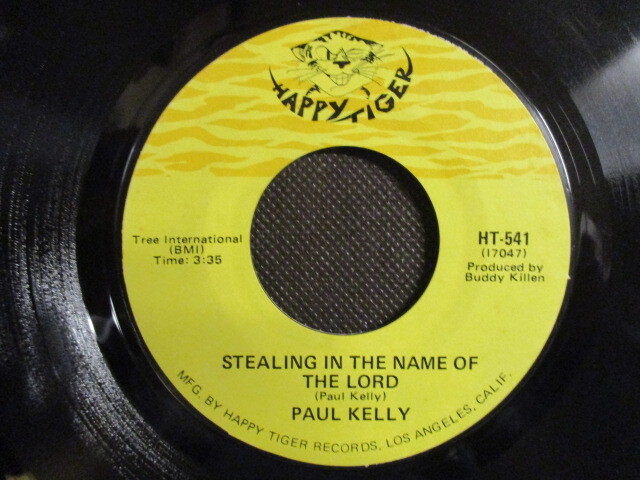 HAPPY TIGER
Tree International
(BMI)
Time: 3:35
HT-541
(17047)
Produced by
Buddy Killen
STEALING IN THE NAME OF
THE LORD
(Paul Kelly)
PAUL KELLY
MFG. BY HAPPY TIGER RECORDS, LOS ANGELES, CALIF.